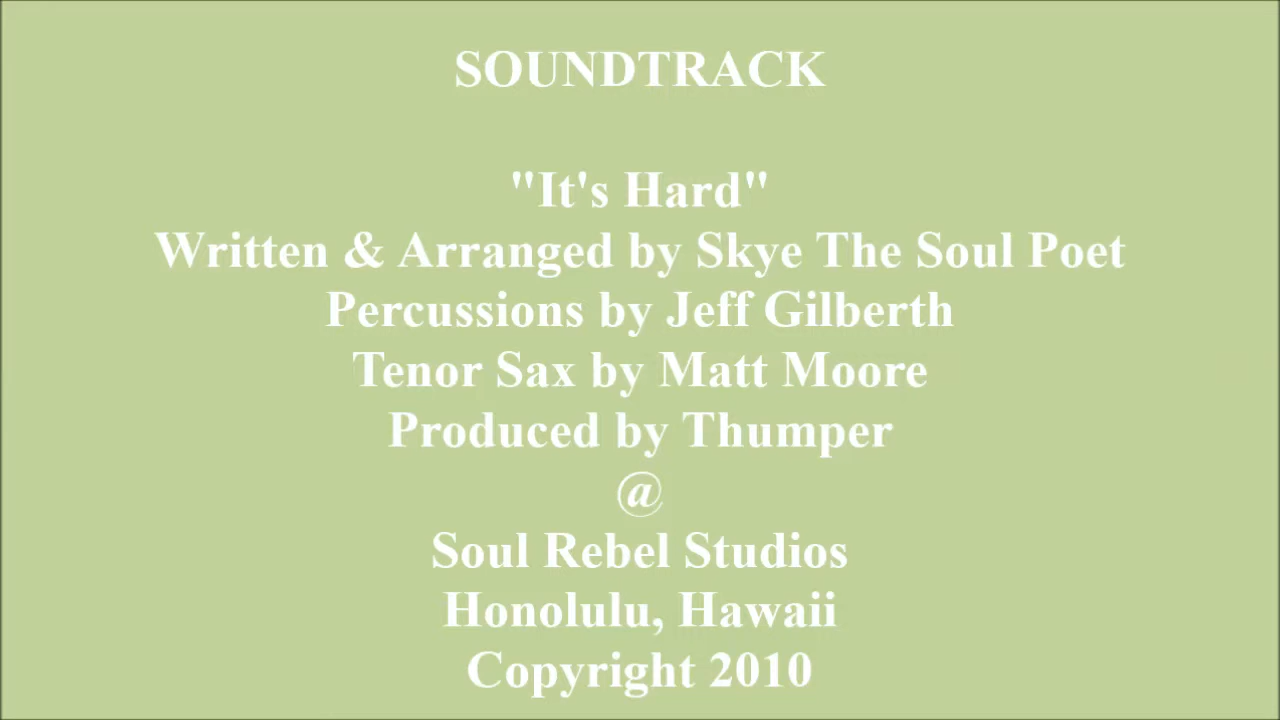 SOUNDTRACK
"It's Hard"
Written & Arranged by Skye The Soul Poet
Percussions by Jeff Gilberth
Tenor Sax by Matt Moore
Produced by Thumper
@
Soul Rebel Studios
Honolulu, Hawaii
Copyright 2010